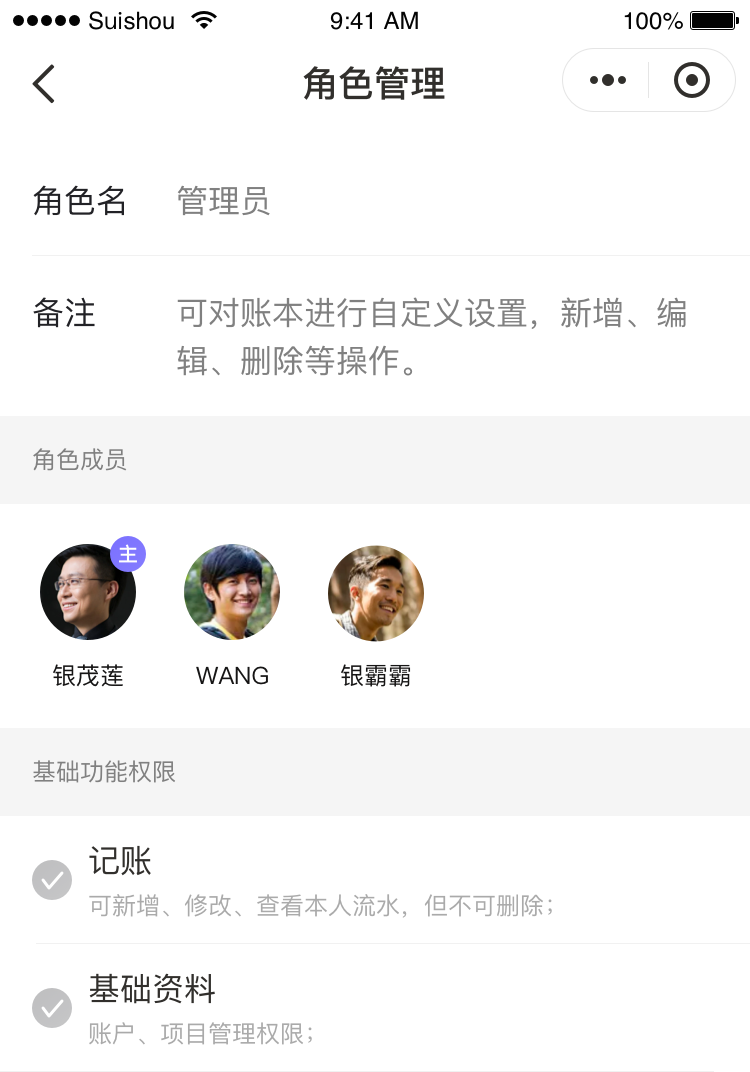 Suishou 9:41 AM 100%
角色管理
角色名 管理员
备注 可对账本进行自定义设置，新增、编
辑、删除等操作。
角色成员
主
银茂莲 WANG 银霸霸
基础功能权限
记账
可新增、修改、查看本人流水，但不可删除；
基础资料
账户、项目管理权限；